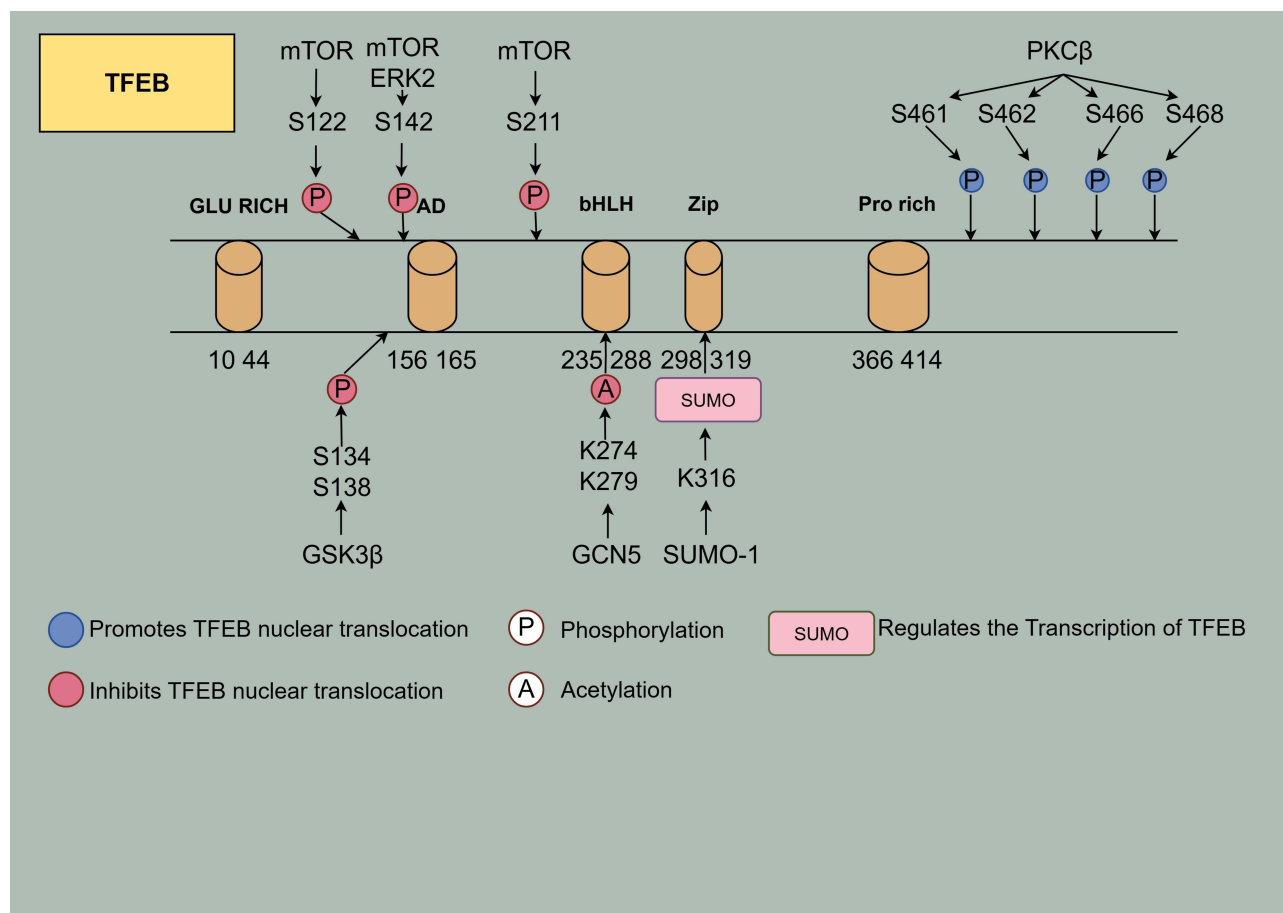 TFEB
mTOR
mTOR
ERK2
mTOR
PKCβ
S122
S142
S211
S461
S462
S466
S468
P
P
P
P
P
P
P
GLU RICH
AD
bHLH
Zip
Pro rich
10 44
156 165
235 288
298 319
366 414
P
A
SUMO
S134
S138
K274
K279
K316
GSK3β
GCN5
SUMO-1
Promotes TFEB nuclear translocation
P
Phosphorylation
SUMO
Regulates the Transcription of TFEB
Inhibits TFEB nuclear translocation
A
Acetylation